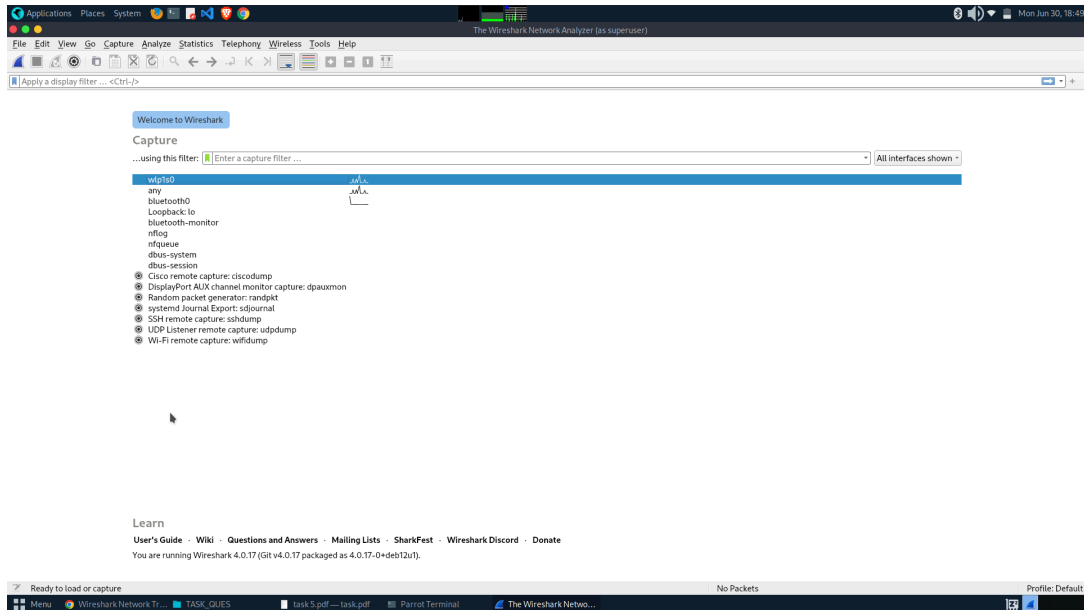 Applications Places System Mon Jun 30, 18:49
The Wireshark Network Analyzer (as superuser)
File Edit View Go Capture Analyze Statistics Telephony Wireless Tools Help
Apply a display filter ... <Ctrl-/>
Welcome to Wireshark
Capture
...using this filter: Enter a capture filter ... All interfaces shown
wlp1s0
any
bluetooth0
Loopback: lo
bluetooth-monitor
nflog
nfqueue
dbus-system
dbus-session
Cisco remote capture: ciscodump
DisplayPort AUX channel monitor capture: dpauxmon
Random packet generator: randpkt
systemd Journal Export: sdjournal
SSH remote capture: sshdump
UDP Listener remote capture: udpdump
Wi-Fi remote capture: wifidump
Learn
User's Guide · Wiki · Questions and Answers · Mailing Lists · SharkFest · Wireshark Discord · Donate
You are running Wireshark 4.0.17 (Git v4.0.17 packaged as 4.0.17-0+deb12u1).
Ready to load or capture No Packets Profile: Default
Menu Wireshark Network Tr... TASK_QUES task 5.pdf — task.pdf Parrot Terminal The Wireshark Netwo...